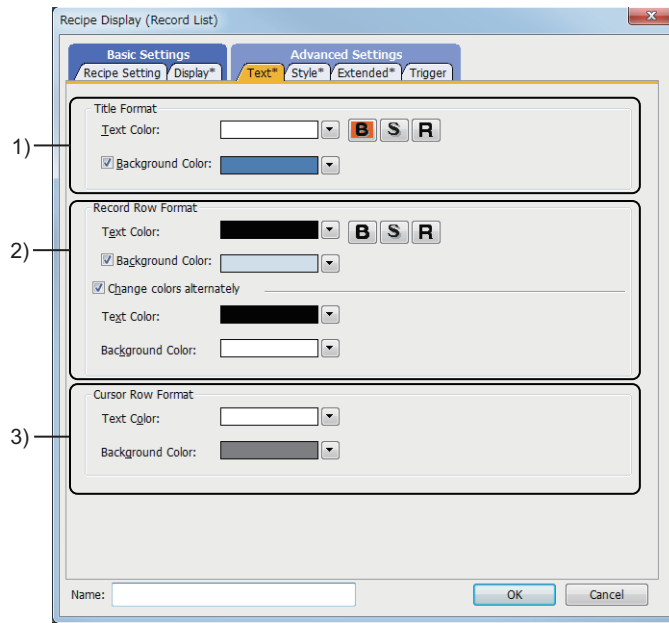 Recipe Display (Record List)
x
Basic Settings Advanced Settings
Recipe Setting Display* Text* Style* Extended* Trigger
Title Format
Text Color: B S R
1)
Background Color:
Record Row Format
Text Color: B S R
2)
Background Color:
Change colors alternately
Text Color:
Background Color:
Cursor Row Format
Text Color:
3)
Background Color:
Name: OK Cancel